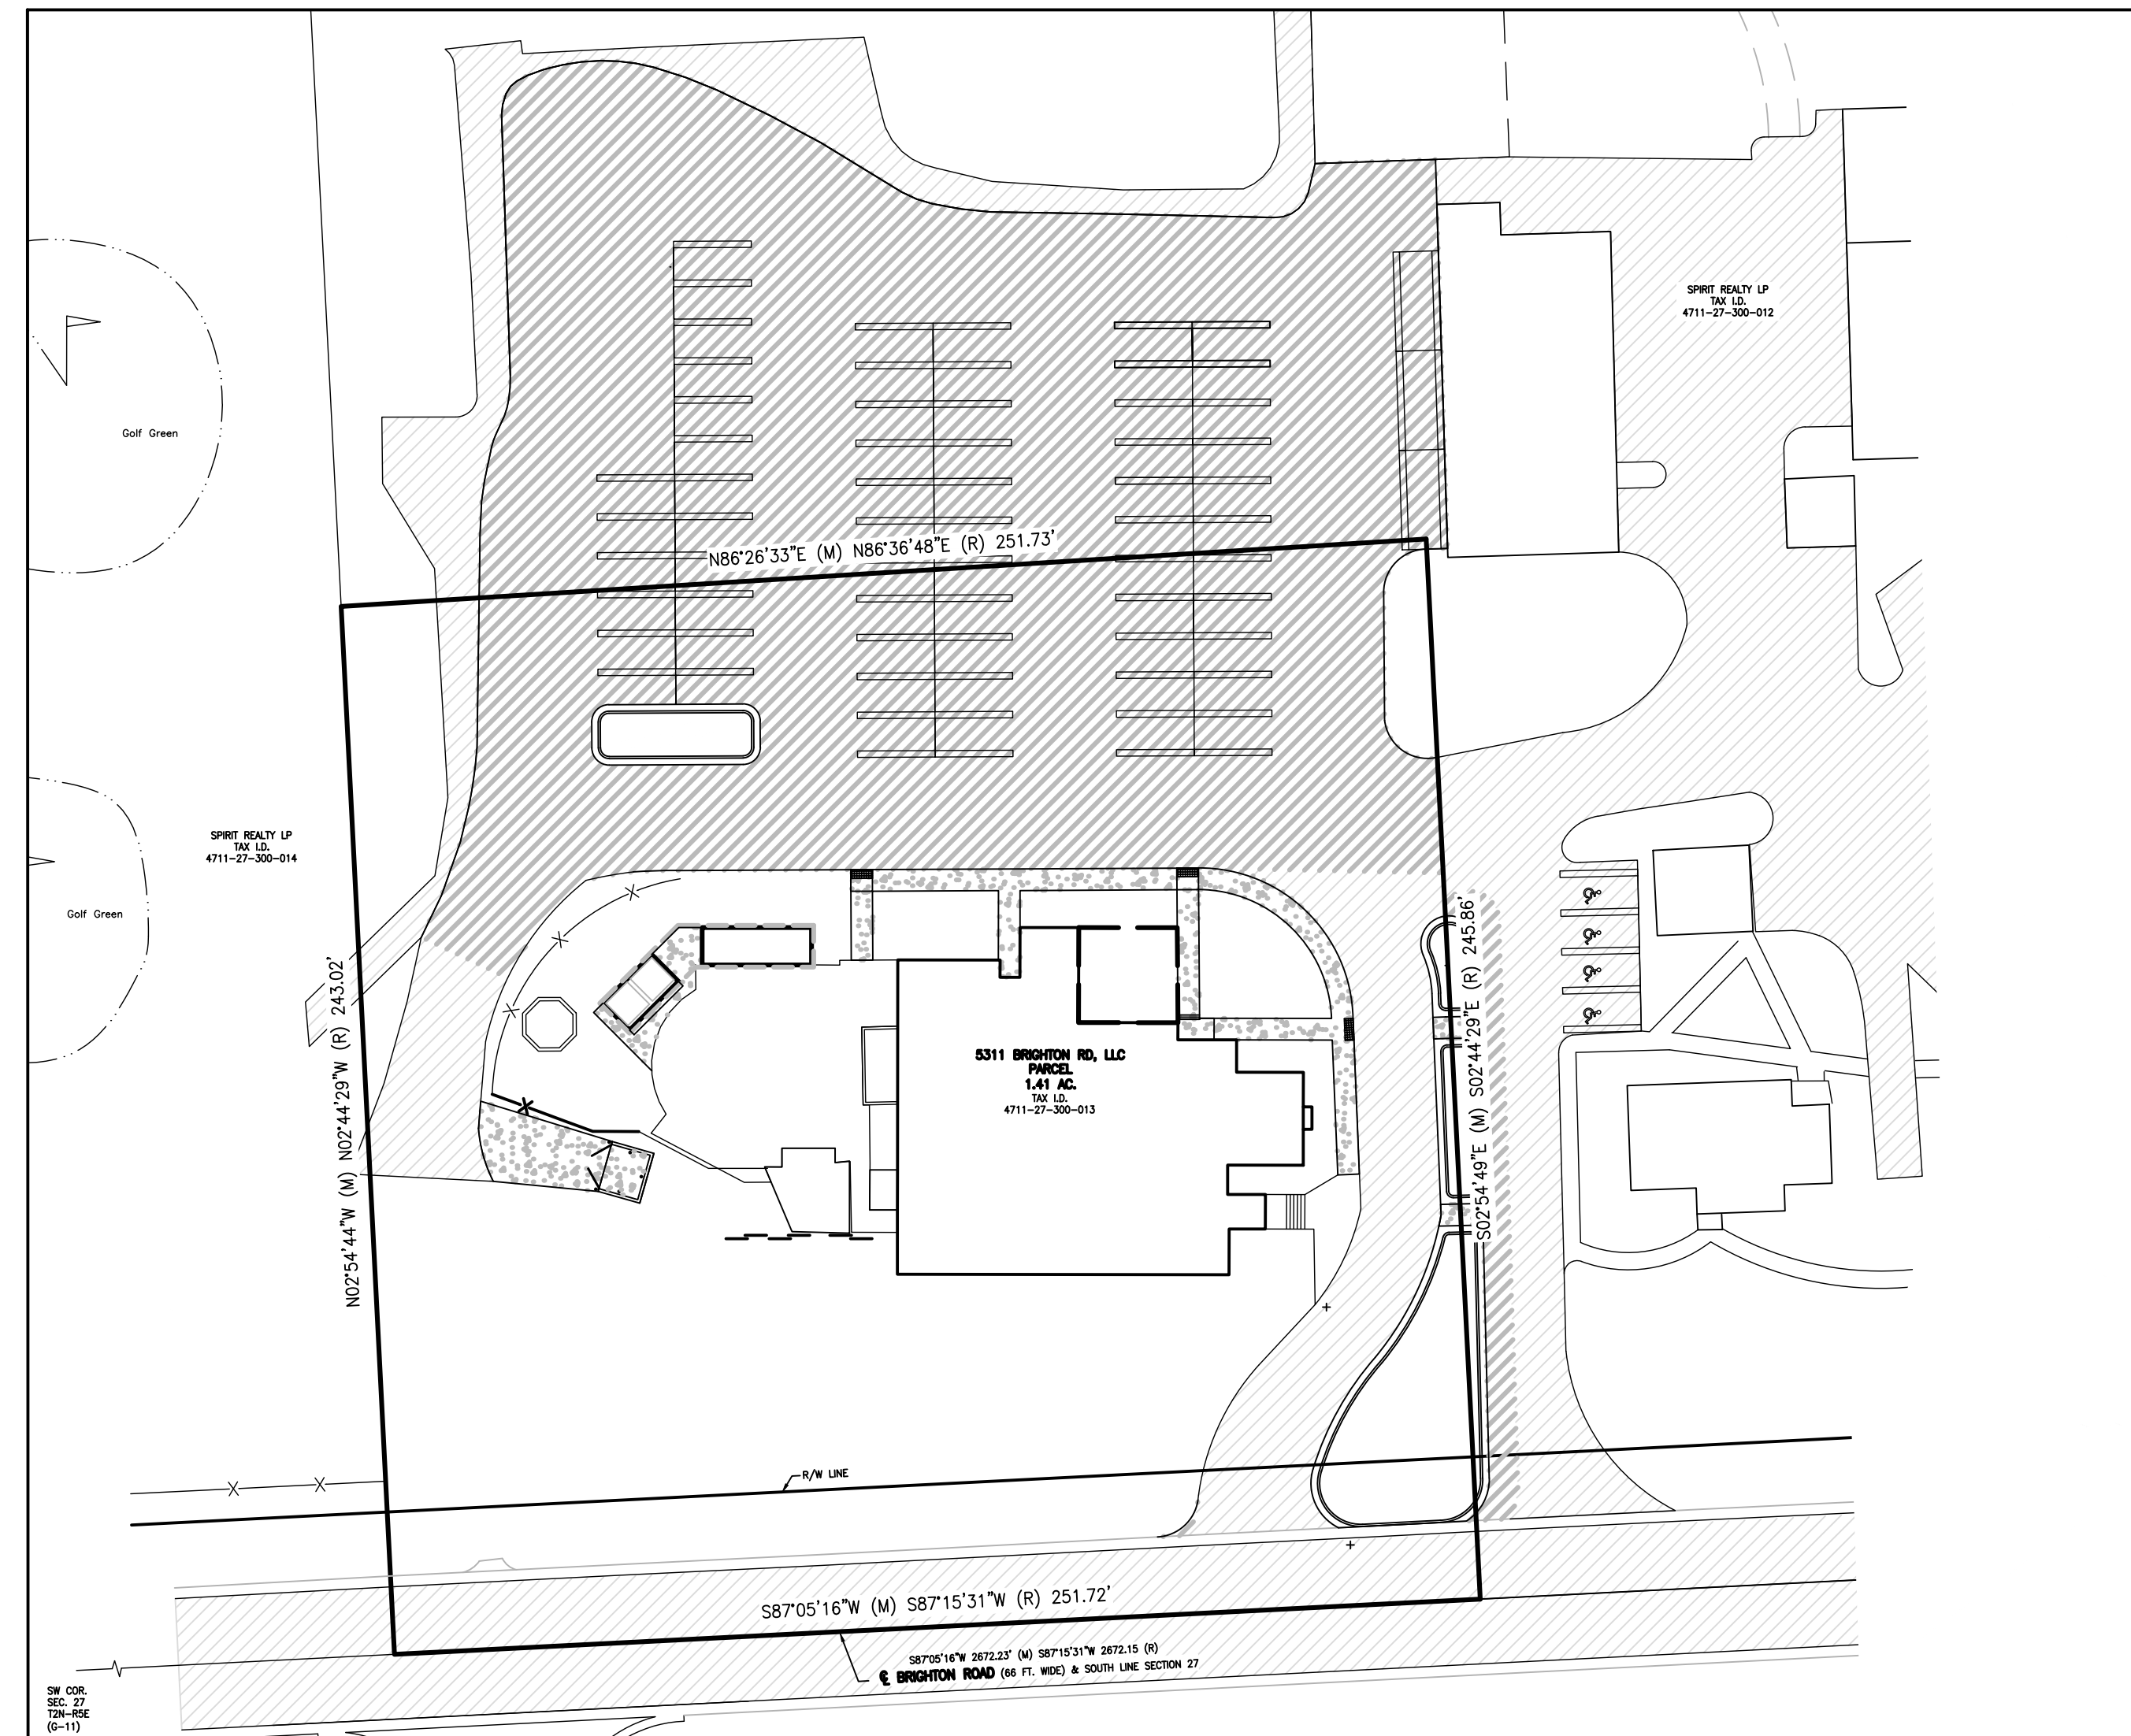 SPIRIT REALTY LP
TAX I.D.
4711-27-300-012
Golf Green
N86°26'33"E (M) N86°36'48"E (R) 251.73'
SPIRIT REALTY LP
TAX I.D.
4711-27-300-014
Golf Green
N02°54'44"W (M) N02°44'29"W (R) 243.02'
S02°54'49"E (M) S02°44'29"E (R) 245.86'
5311 BRIGHTON RD, LLC
PARCEL
1.41 AC.
TAX I.D.
4711-27-300-013
R/W LINE
S87°05'16"W (M) S87°15'31"W (R) 251.72'
S87°05'16"W 2672.23' (M) S87°15'31"W 2672.15 (R)
℄ BRIGHTON ROAD (66 FT. WIDE) & SOUTH LINE SECTION 27
SW COR.
SEC. 27
T2N-R5E
(G-11)